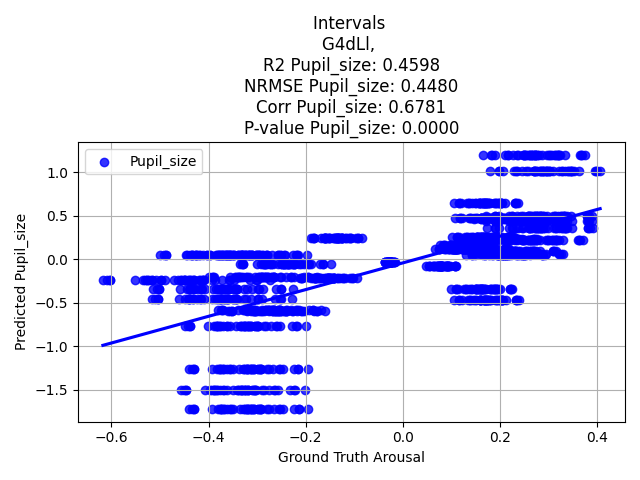 Intervals
G4dLl,
R2 Pupil_size: 0.4598
NRMSE Pupil_size: 0.4480
Corr Pupil_size: 0.6781
P-value Pupil_size: 0.0000
Pupil_size
1.0
0.5
0.0
−0.5
−1.0
−1.5
Predicted Pupil_size
−0.6
−0.4
−0.2
0.0
0.2
0.4
Ground Truth Arousal